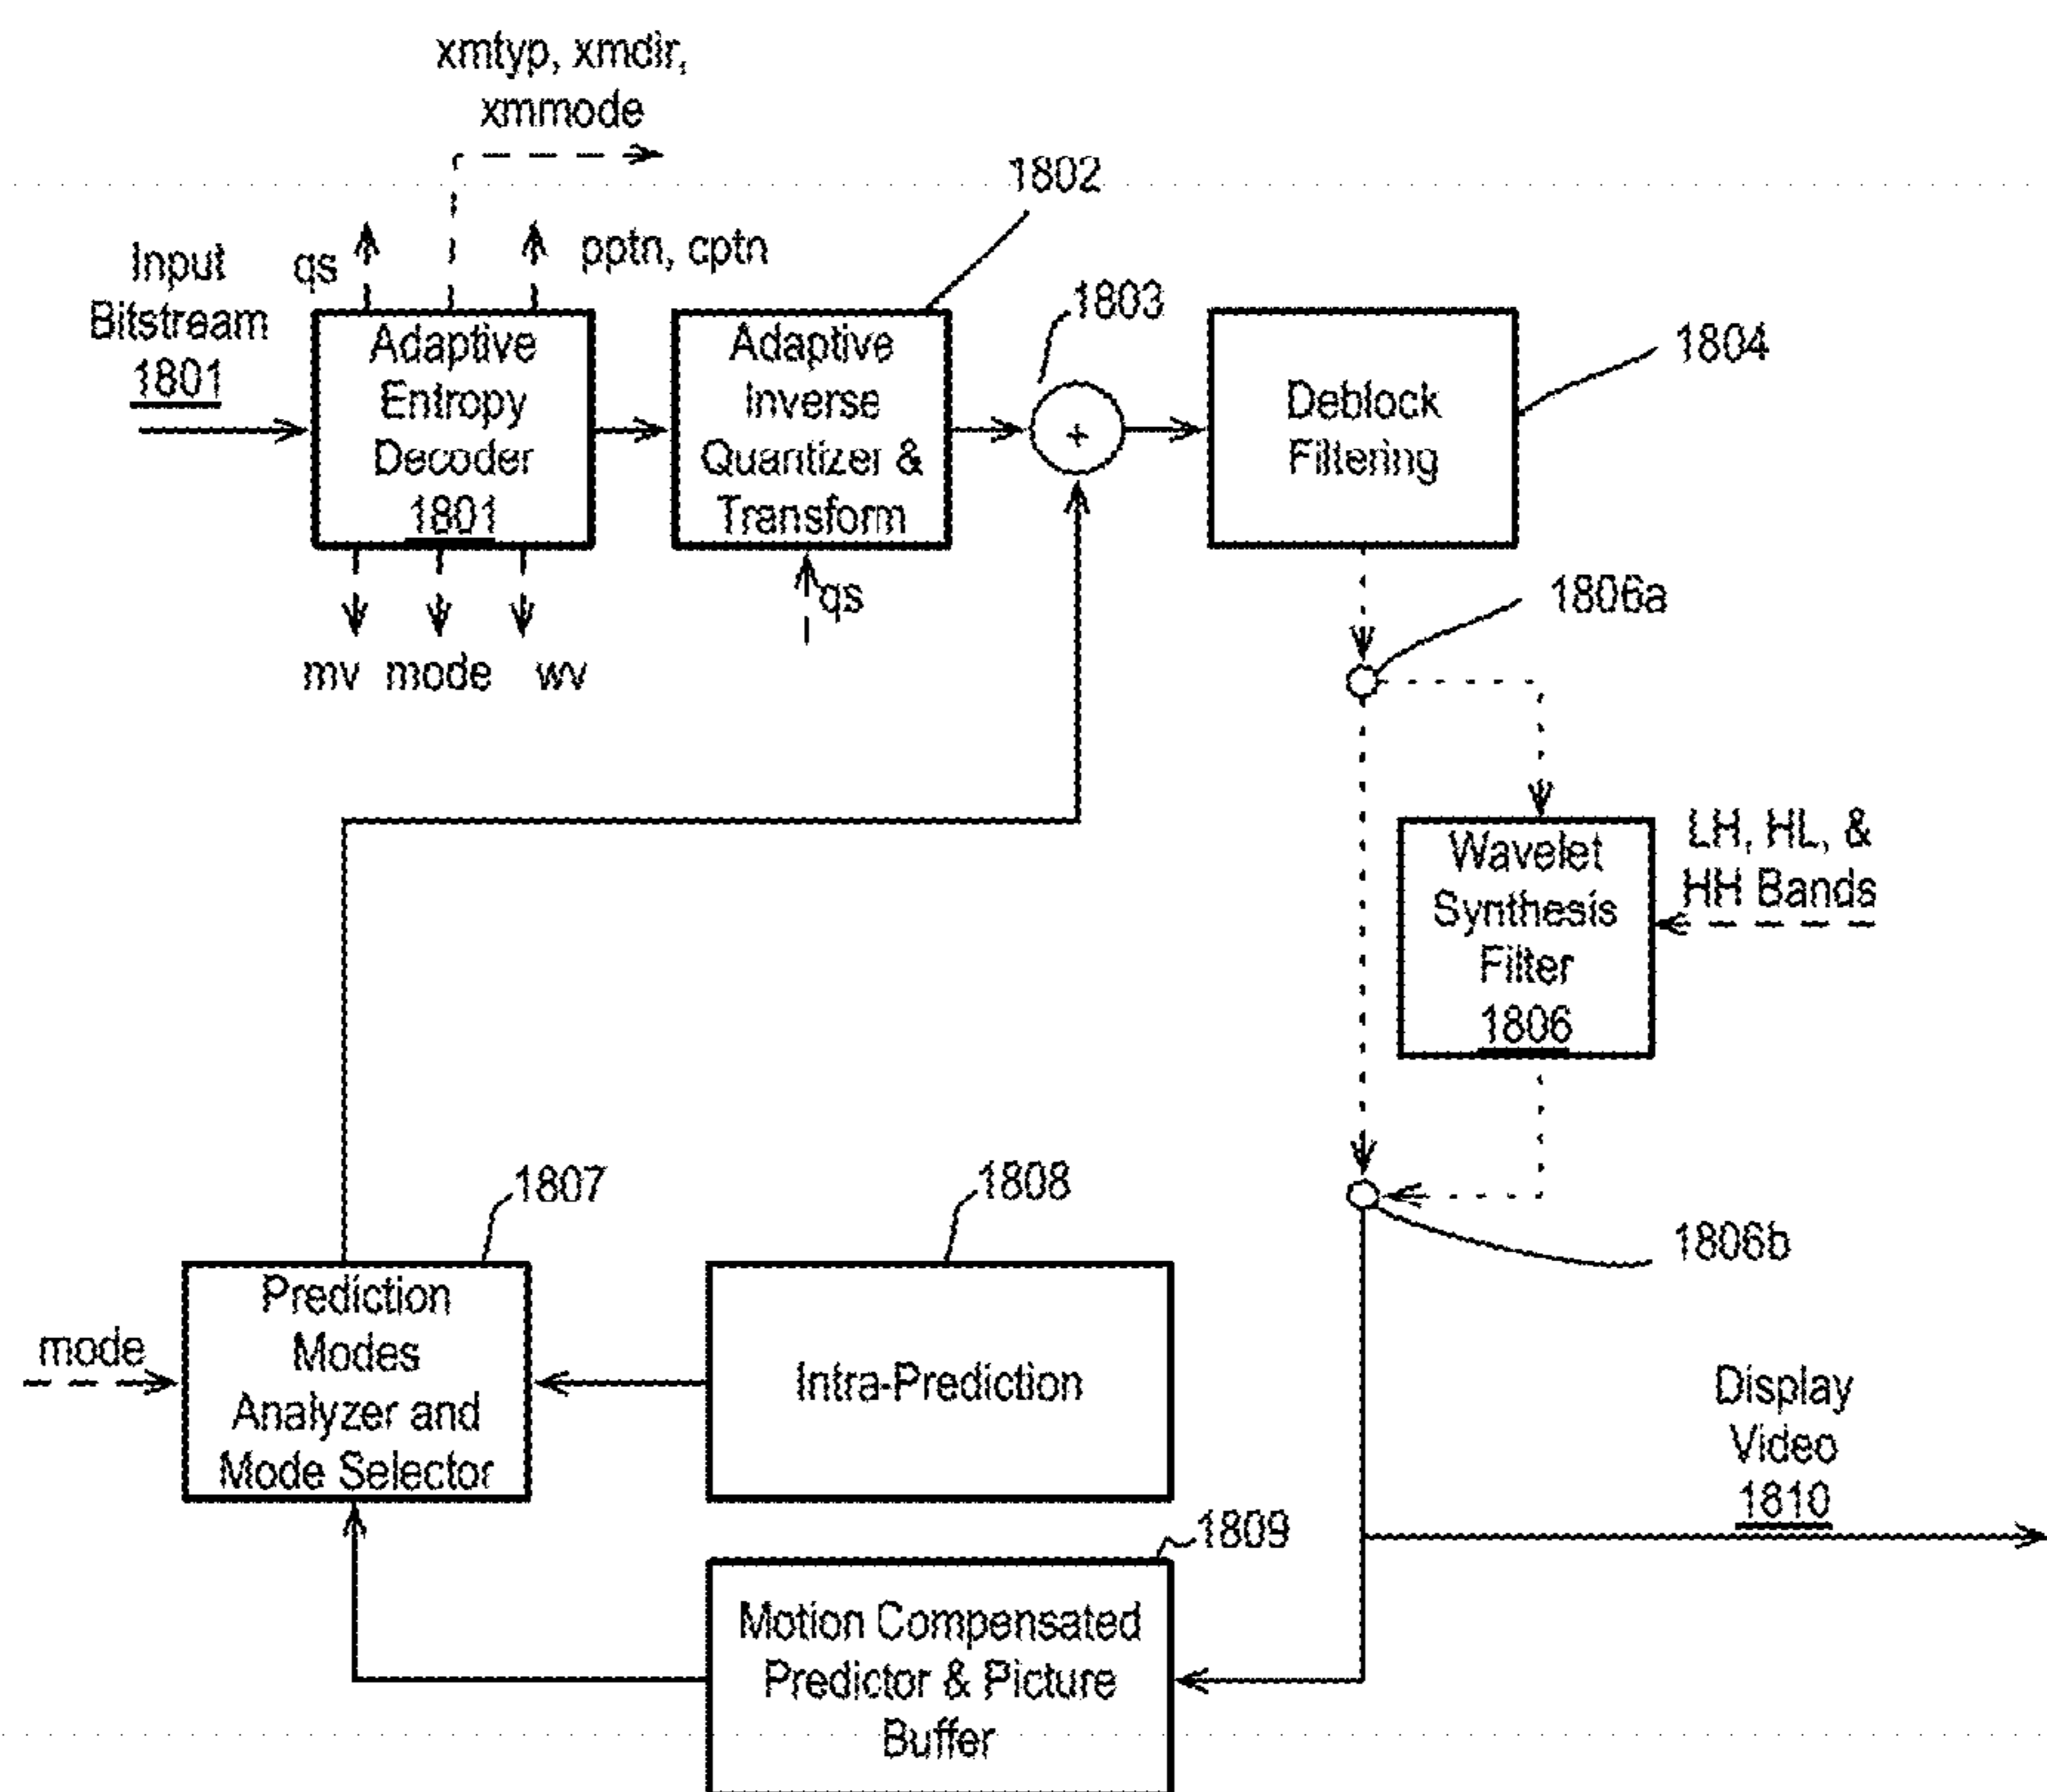 xmtyp, xmdir,
xmmode
1802
Input
Bitstream
1801
qs
pptn, cptn
1803
1804
Adaptive
Entropy
Decoder
1801
Adaptive
Inverse
Quantizer &
Transform
+
Deblock
Filtering
mv mode wv
qs
1806a
Wavelet
Synthesis
Filter
1806
LH, HL, &
HH Bands
1807
1808
1806b
mode
Prediction
Modes
Analyzer and
Mode Selector
Intra-Prediction
Display
Video
1810
1809
Motion Compensated
Predictor & Picture
Buffer